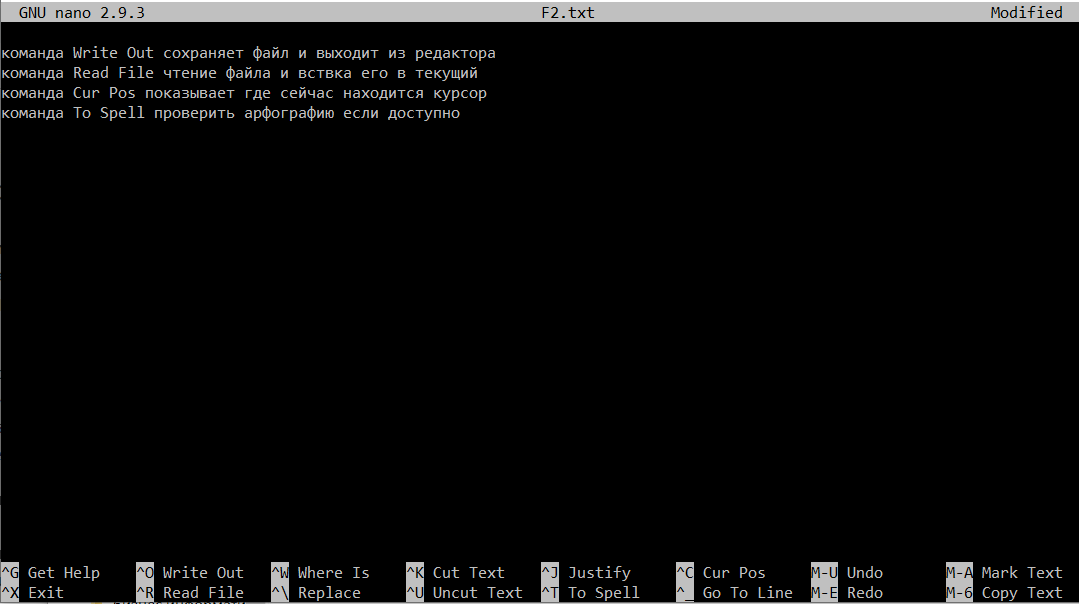 GNU nano 2.9.3 F2.txt Modified
команда Write Out сохраняет файл и выходит из редактора
команда Read File чтение файла и вствка его в текущий
команда Cur Pos показывает где сейчас находится курсор
команда To Spell проверить арфографию если доступно
^G Get Help ^O Write Out ^W Where Is ^K Cut Text ^J Justify ^C Cur Pos M-U Undo M-A Mark Text
^X Exit ^R Read File ^\ Replace ^U Uncut Text ^T To Spell ^_ Go To Line M-E Redo M-6 Copy Text